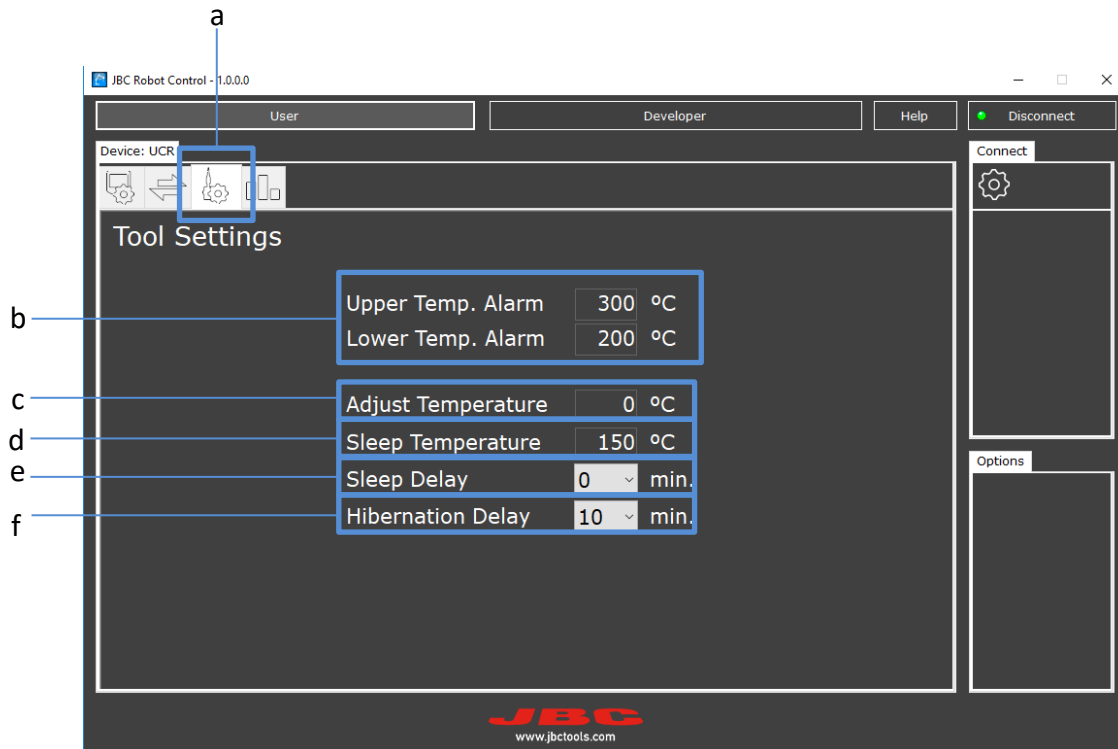 a
JBC Robot Control - 1.0.0.0
User Developer Help Disconnect
Device: UCR Connect
Tool Settings
b
Upper Temp. Alarm 300 ºC
Lower Temp. Alarm 200 ºC
c Adjust Temperature 0 ºC
d Sleep Temperature 150 ºC
e Sleep Delay 0 min.
f Hibernation Delay 10 min.
Options
JBC
www.jbctools.com